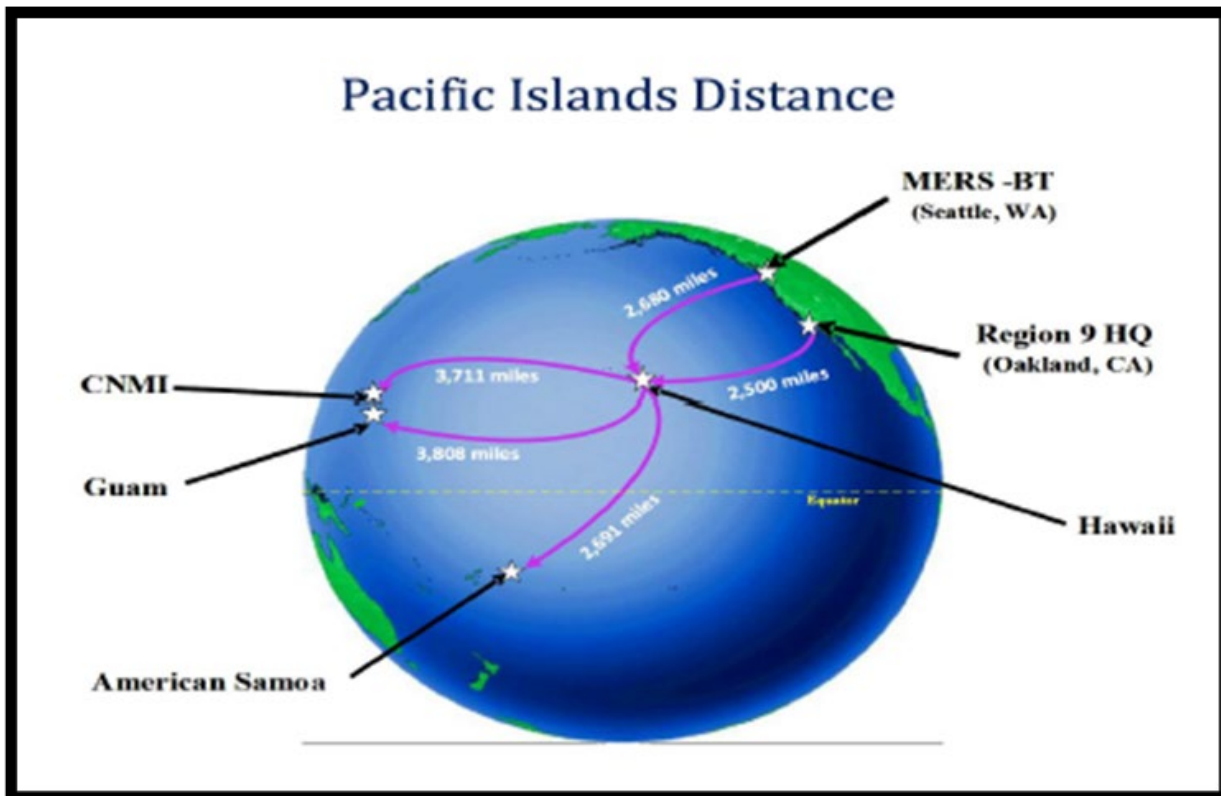 Pacific Islands Distance
MERS -BT
(Seattle, WA)
2,680 miles
Region 9 HQ
(Oakland, CA)
CNMI
3,711 miles
2,500 miles
3,808 miles
Guam
Equator
2,691 miles
Hawaii
American Samoa